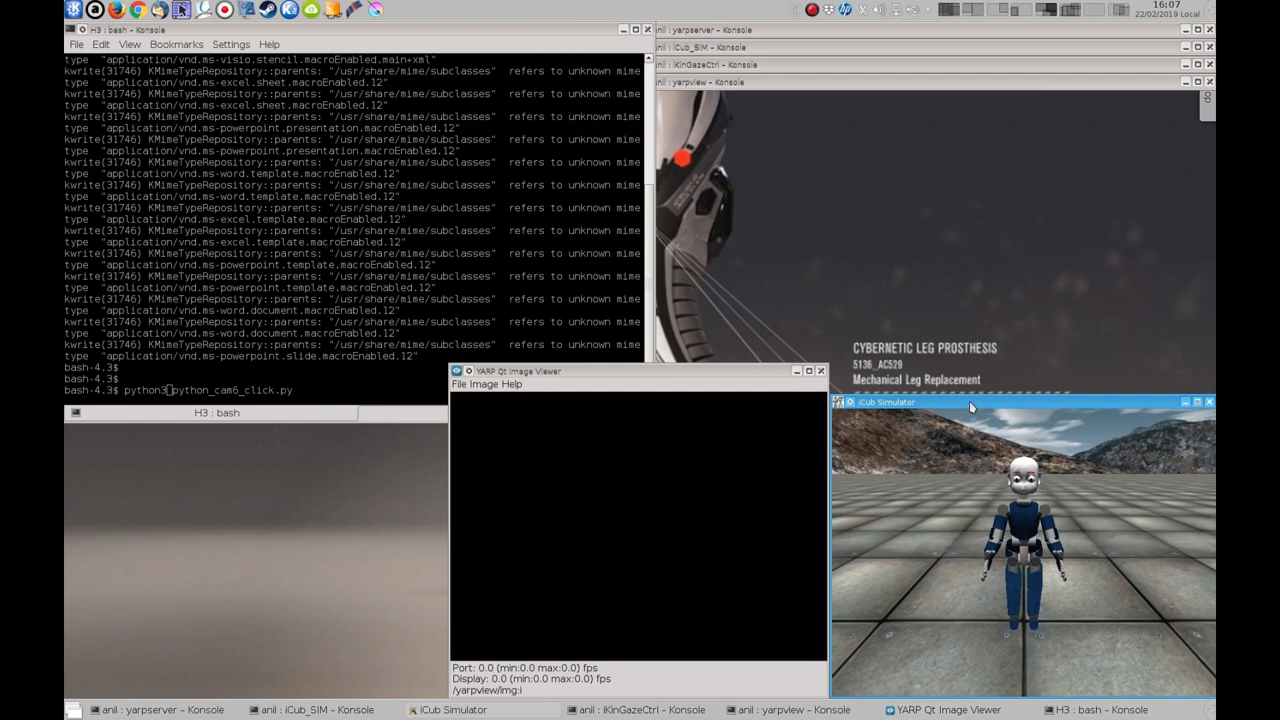 16:07
22/02/2019 Local
H3 : bash – Konsole
File Edit View Bookmarks Settings Help
type "application/vnd.ms-visio.stencil.macroEnabled.main+xml"
kwrite(31746) KMimeTypeRepository::parents: "/usr/share/mime/subclasses" refers to unknown mime
type "application/vnd.ms-excel.sheet.macroEnabled.12"
kwrite(31746) KMimeTypeRepository::parents: "/usr/share/mime/subclasses" refers to unknown mime
type "application/vnd.ms-excel.sheet.macroEnabled.12"
kwrite(31746) KMimeTypeRepository::parents: "/usr/share/mime/subclasses" refers to unknown mime
type "application/vnd.ms-powerpoint.presentation.macroEnabled.12"
kwrite(31746) KMimeTypeRepository::parents: "/usr/share/mime/subclasses" refers to unknown mime
type "application/vnd.ms-powerpoint.presentation.macroEnabled.12"
kwrite(31746) KMimeTypeRepository::parents: "/usr/share/mime/subclasses" refers to unknown mime
type "application/vnd.ms-word.template.macroEnabled.12"
kwrite(31746) KMimeTypeRepository::parents: "/usr/share/mime/subclasses" refers to unknown mime
type "application/vnd.ms-word.template.macroEnabled.12"
kwrite(31746) KMimeTypeRepository::parents: "/usr/share/mime/subclasses" refers to unknown mime
type "application/vnd.ms-excel.template.macroEnabled.12"
kwrite(31746) KMimeTypeRepository::parents: "/usr/share/mime/subclasses" refers to unknown mime
type "application/vnd.ms-excel.template.macroEnabled.12"
kwrite(31746) KMimeTypeRepository::parents: "/usr/share/mime/subclasses" refers to unknown mime
type "application/vnd.ms-powerpoint.template.macroEnabled.12"
kwrite(31746) KMimeTypeRepository::parents: "/usr/share/mime/subclasses" refers to unknown mime
type "application/vnd.ms-powerpoint.template.macroEnabled.12"
kwrite(31746) KMimeTypeRepository::parents: "/usr/share/mime/subclasses" refers to unknown mime
type "application/vnd.ms-word.document.macroEnabled.12"
kwrite(31746) KMimeTypeRepository::parents: "/usr/share/mime/subclasses" refers to unknown mime
type "application/vnd.ms-word.document.macroEnabled.12"
kwrite(31746) KMimeTypeRepository::parents: "/usr/share/mime/subclasses" refers to unknown mime
type "application/vnd.ms-powerpoint.slide.macroEnabled.12"
bash-4.3$
bash-4.3$
bash-4.3$ python3 python_cam6_click.py
H3 : bash
anil : yarpserver – Konsole
anil : iCub_SIM – Konsole
anil : iKinGazeCtrl – Konsole
anil : yarpview – Konsole
op
CYBERNETIC LEG PROSTHESIS
5136_AC529
Mechanical Leg Replacement
YARP Qt Image Viewer
File Image Help
Port: 0.0 (min:0.0 max:0.0) fps
Display: 0.0 (min:0.0 max:0.0) fps
/yarpview/img:i
iCub Simulator
anil : yarpserver – Konsole
anil : iCub_SIM – Konsole
iCub Simulator
anil : iKinGazeCtrl – Konsole
anil : yarpview – Konsole
YARP Qt Image Viewer
H3 : bash – Konsole